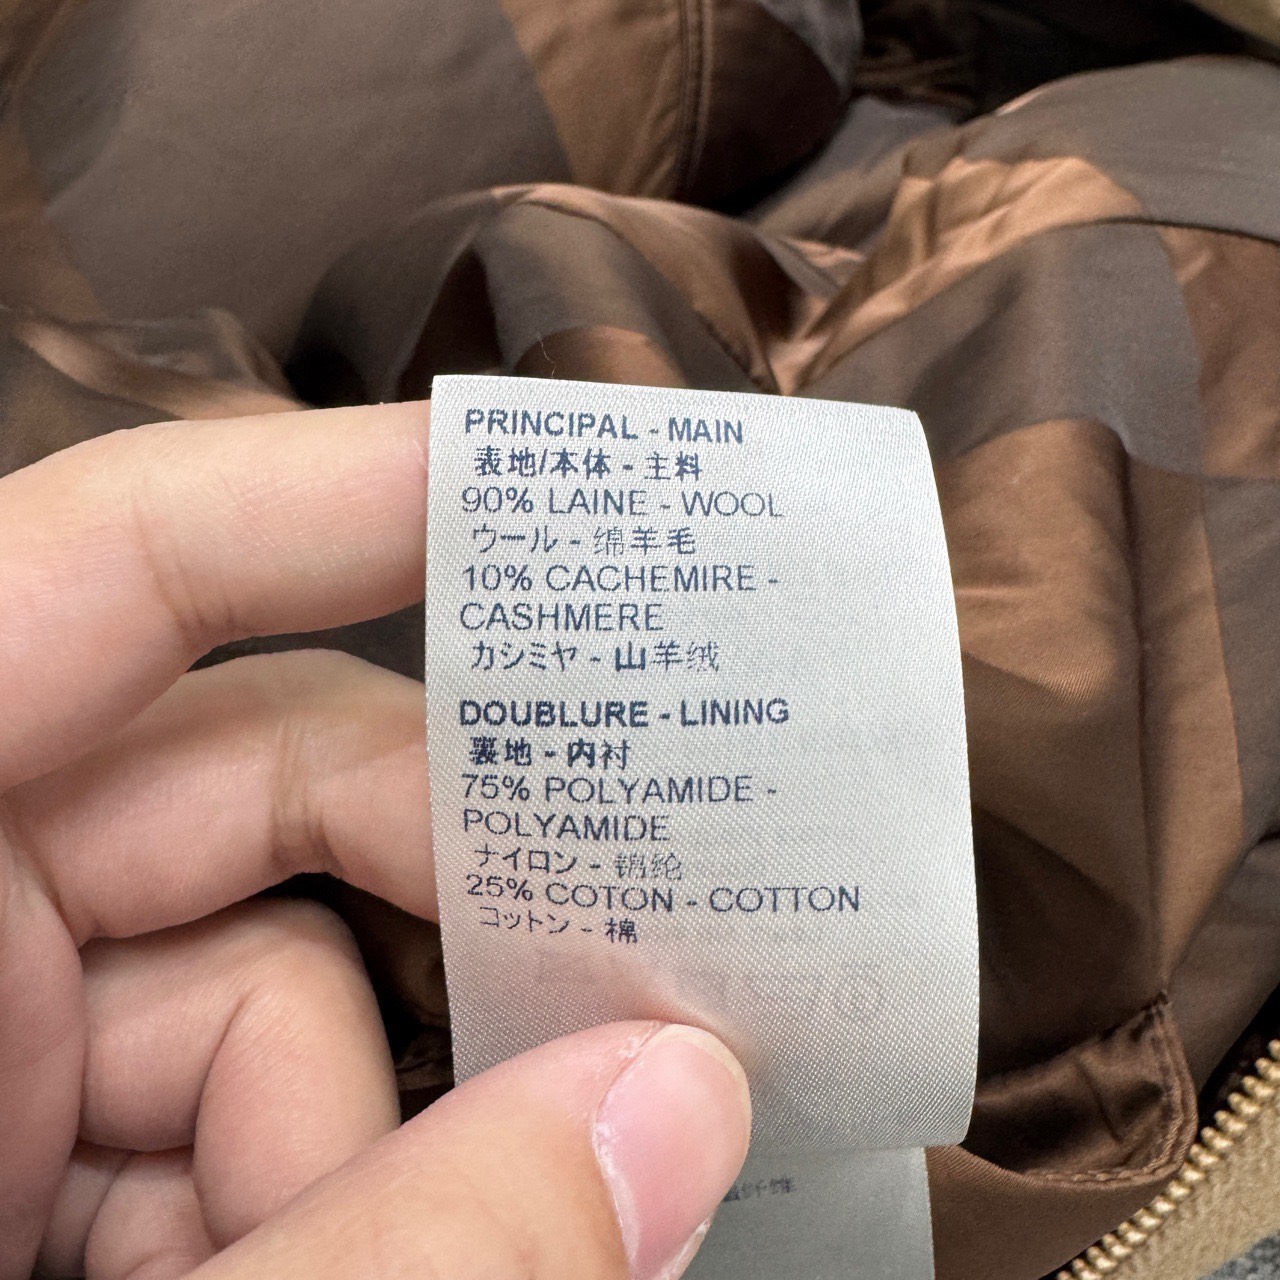 PRINCIPAL - MAIN
表地/本体 - 主料
90% LAINE - WOOL
ウール - 绵羊毛
10% CACHEMIRE -
CASHMERE
カシミヤ - 山羊绒
DOUBLURE - LINING
裏地 - 内衬
75% POLYAMIDE -
POLYAMIDE
ナイロン - 锦纶
25% COTON - COTTON
コットン - 棉